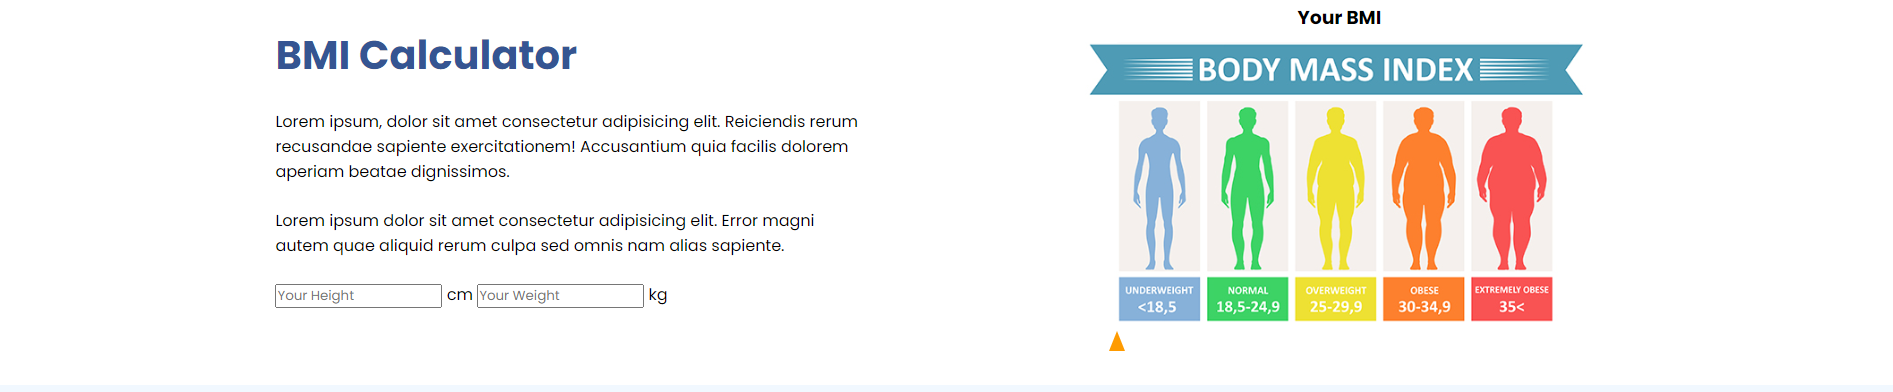 BMI Calculator
Lorem ipsum, dolor sit amet consectetur adipisicing elit. Reiciendis rerum
recusandae sapiente exercitationem! Accusantium quia facilis dolorem
aperiam beatae dignissimos.
Lorem ipsum dolor sit amet consectetur adipisicing elit. Error magni
autem quae aliquid rerum culpa sed omnis nam alias sapiente.
Your Height cm Your Weight kg
Your BMI
BODY MASS INDEX
UNDERWEIGHT NORMAL OVERWEIGHT OBESE EXTREMELY OBESE
<18,5 18,5-24,9 25-29,9 30-34,9 35<